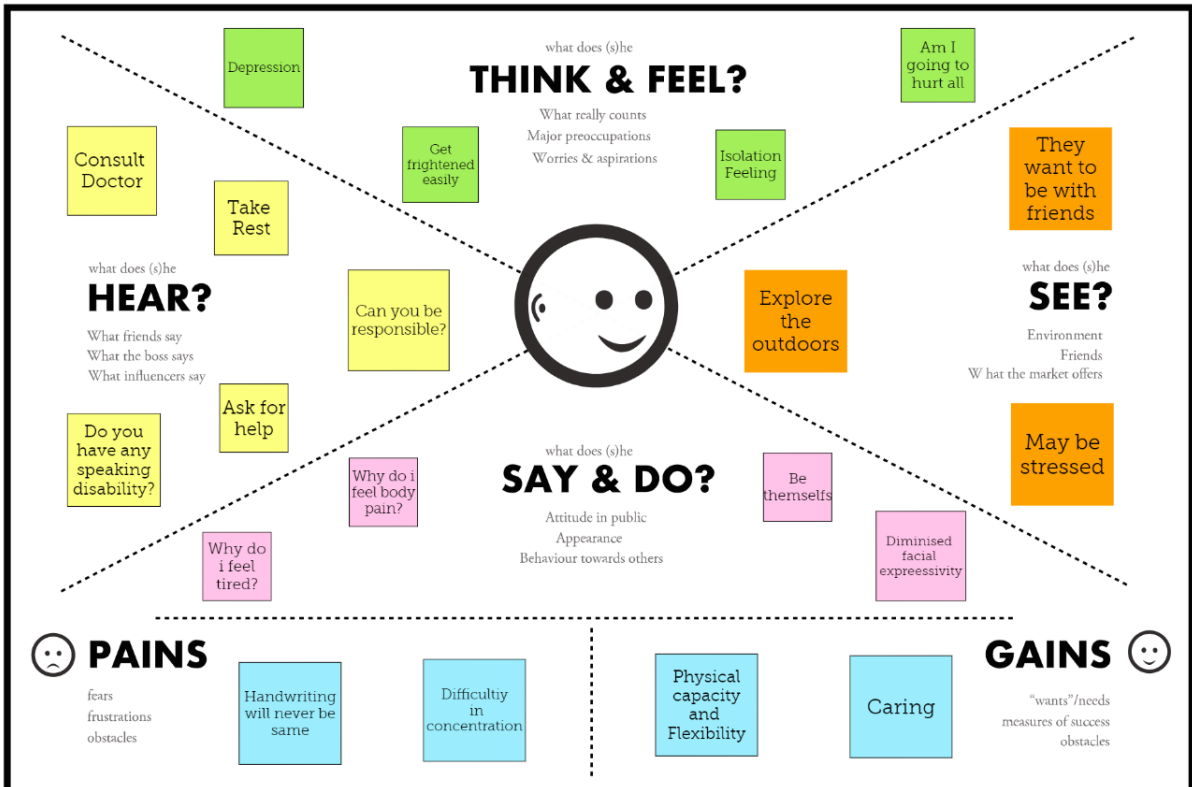 what does (s)he
THINK & FEEL?
What really counts
Major preoccupations
Worries & aspirations
Depression
Get
frightened
easily
Isolation
Feeling
Am I
going to
hurt all
Consult
Doctor
Take
Rest
what does (s)he
HEAR?
What friends say
What the boss says
What influencers say
Can you be
responsible?
Ask for
help
Do you
have any
speaking
disability?
They
want to
be with
friends
Explore
the
outdoors
what does (s)he
SEE?
Environment
Friends
W hat the market offers
May be
stressed
what does (s)he
SAY & DO?
Attitude in public
Appearance
Behaviour towards others
Why do i
feel body
pain?
Why do
i feel
tired?
Be
themselfs
Diminised
facial
expreessivity
PAINS
fears
frustrations
obstacles
Handwriting
will never be
same
Difficultiy
in
concentration
Physical
capacity
and
Flexibility
Caring
GAINS
“wants”/needs
measures of success
obstacles